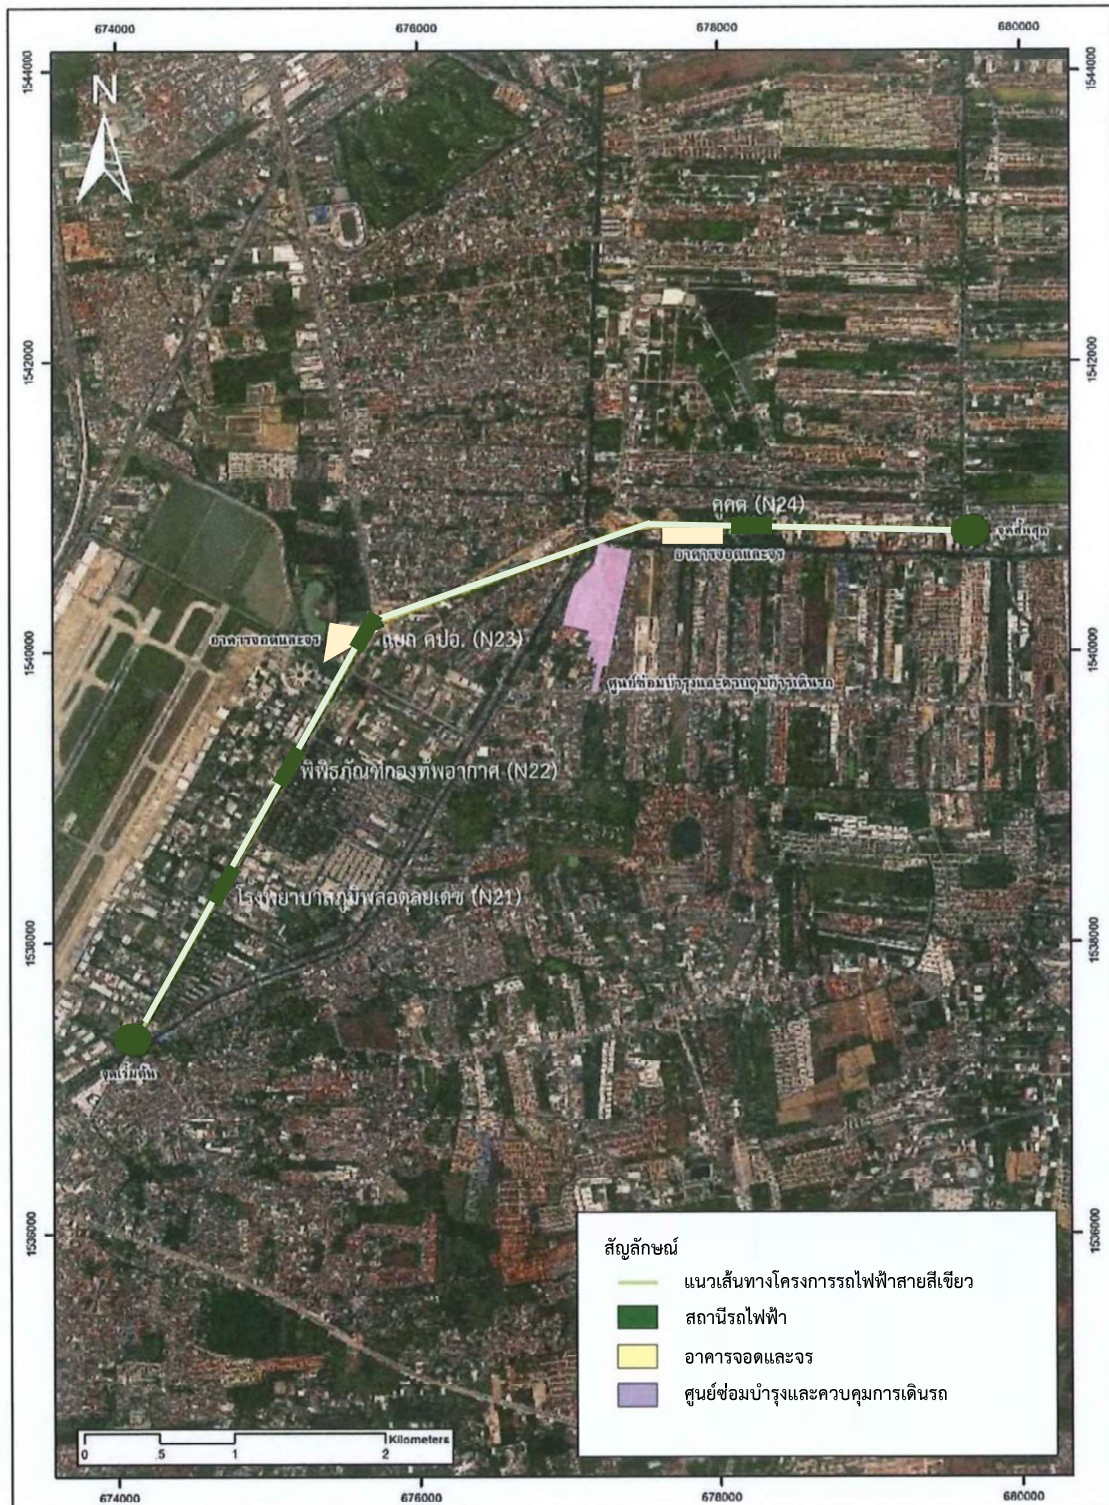 674000
676000
678000
680000
1544000
1544000
N
1542000
1542000
คูคต (N24)
จุดสิ้นสุด
อาคารจอดและจร
อาคารจอดและจร
แยก คปอ. (N23)
1540000
1540000
ศูนย์ซ่อมบำรุงและควบคุมการเดินรถ
พิพิธภัณฑ์กองทัพอากาศ (N22)
โรงพยาบาลภูมิพลอดุลยเดช (N21)
1538000
1538000
จุดเริ่มต้น
1536000
1536000
สัญลักษณ์
แนวเส้นทางโครงการรถไฟฟ้าสายสีเขียว
สถานีรถไฟฟ้า
อาคารจอดและจร
ศูนย์ซ่อมบำรุงและควบคุมการเดินรถ
Kilometers
0 .5 1 2
674000
676000
678000
680000